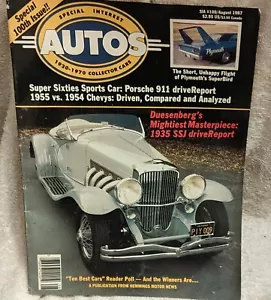 Special
100th Issue!!
SPECIAL INTEREST
AUTOS
1930-1970 COLLECTOR CARS
SIA #100/August 1987
$2.95 US
Plymouth
The Short, Unhappy Flight
of Plymouth's SuperBird
Super Sixties Sports Car: Porsche 911 driveReport
1955 vs. 1954 Chevys: Driven, Compared and Analyzed
Duesenberg's
Mightiest Masterpiece:
1935 SSJ driveReport
PIY 009
"Ten Best Cars" Reader Poll — And the Winners Are....
A PUBLICATION FROM HEMMINGS MOTOR NEWS